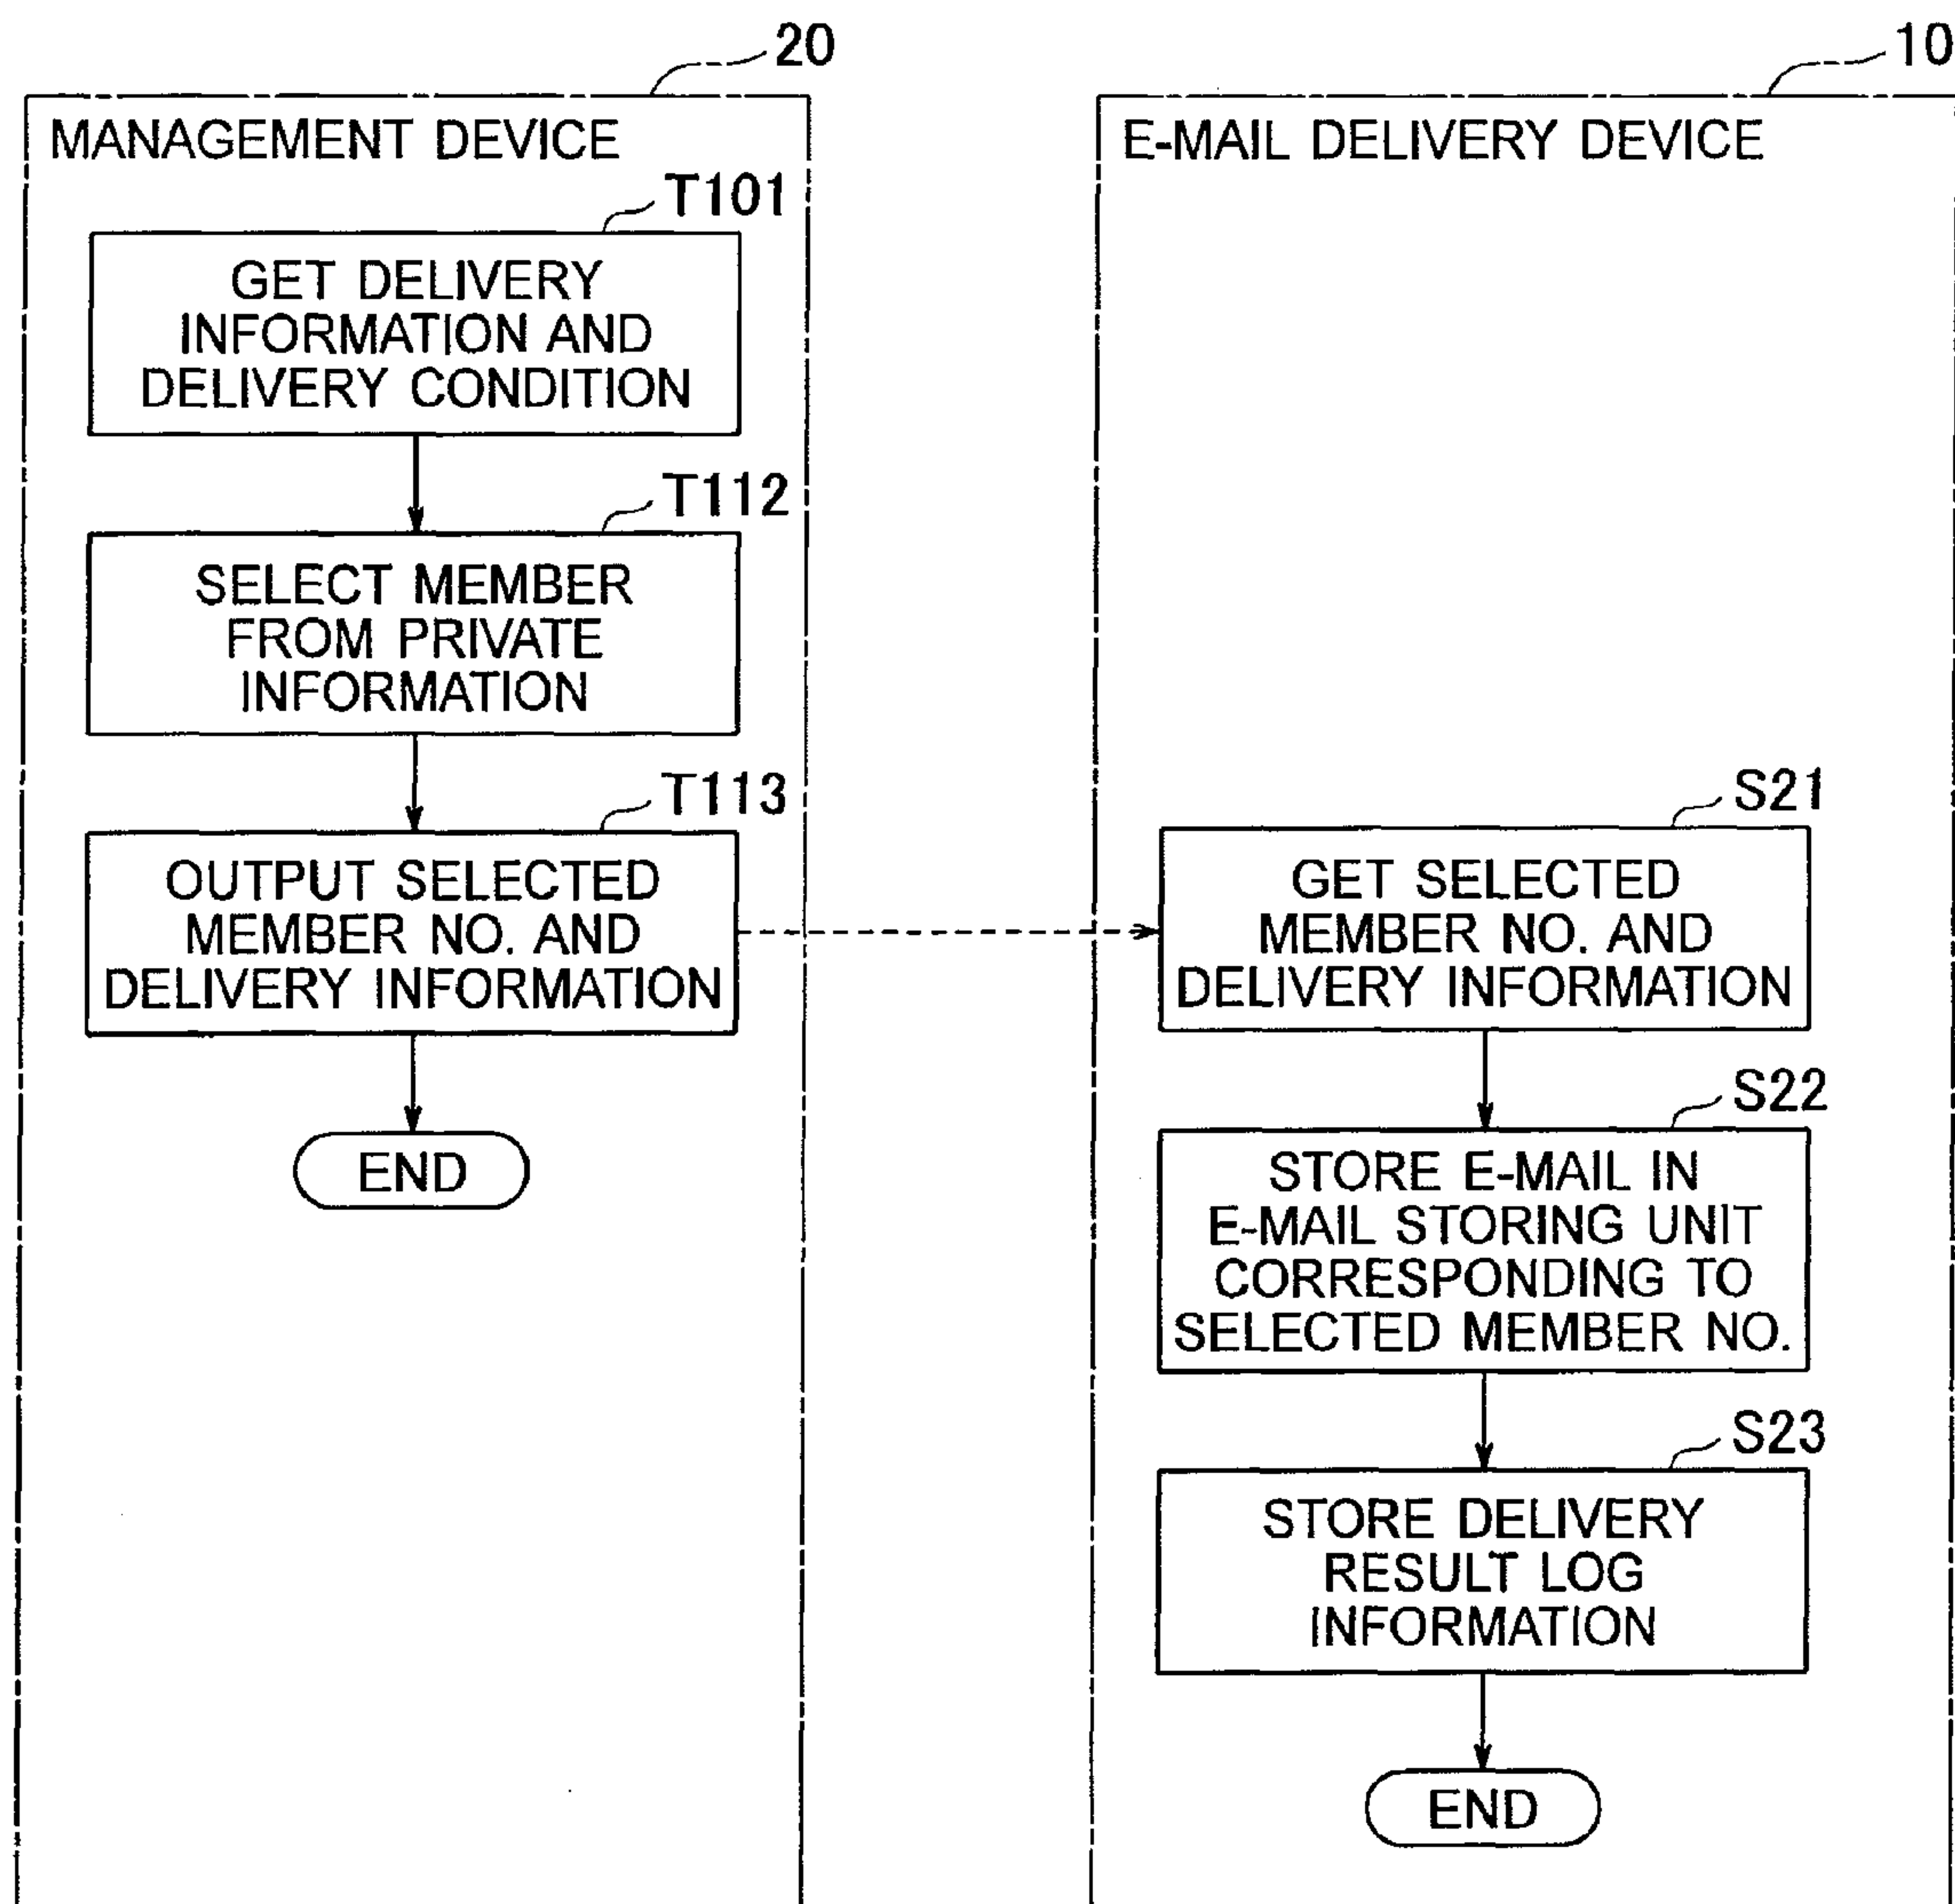 20
MANAGEMENT DEVICE
T101
GET DELIVERY
INFORMATION AND
DELIVERY CONDITION
T112
SELECT MEMBER
FROM PRIVATE
INFORMATION
T113
OUTPUT SELECTED
MEMBER NO. AND
DELIVERY INFORMATION
END
10
E-MAIL DELIVERY DEVICE
S21
GET SELECTED
MEMBER NO. AND
DELIVERY INFORMATION
S22
STORE E-MAIL IN
E-MAIL STORING UNIT
CORRESPONDING TO
SELECTED MEMBER NO.
S23
STORE DELIVERY
RESULT LOG
INFORMATION
END